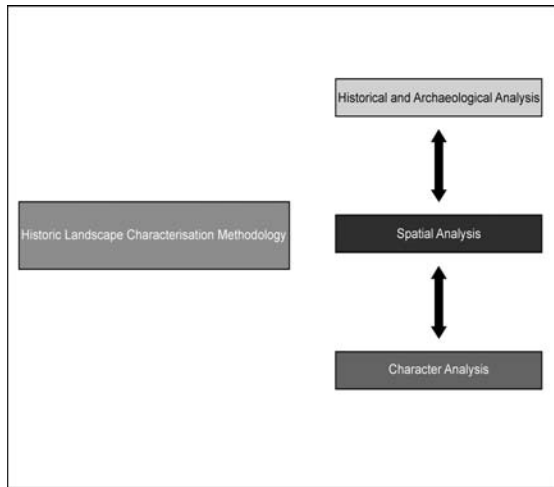 Historical and Archaeological Analysis
Historic Landscape Characterisation Methodology
Spatial Analysis
Character Analysis